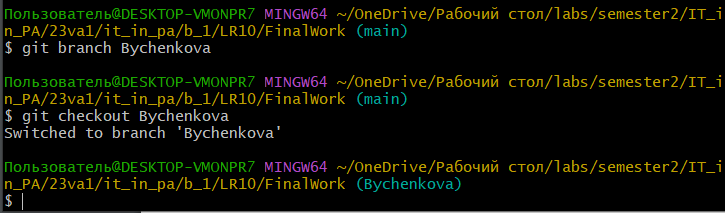 Пользователь@DESKTOP-VMONPR7 MINGW64 ~/OneDrive/Рабочий стол/labs/semester2/IT_i
n_PA/23va1/it_in_pa/b_1/LR10/FinalWork (main)
$ git branch Bychenkova
Пользователь@DESKTOP-VMONPR7 MINGW64 ~/OneDrive/Рабочий стол/labs/semester2/IT_i
n_PA/23va1/it_in_pa/b_1/LR10/FinalWork (main)
$ git checkout Bychenkova
Switched to branch 'Bychenkova'
Пользователь@DESKTOP-VMONPR7 MINGW64 ~/OneDrive/Рабочий стол/labs/semester2/IT_i
n_PA/23va1/it_in_pa/b_1/LR10/FinalWork (Bychenkova)
$